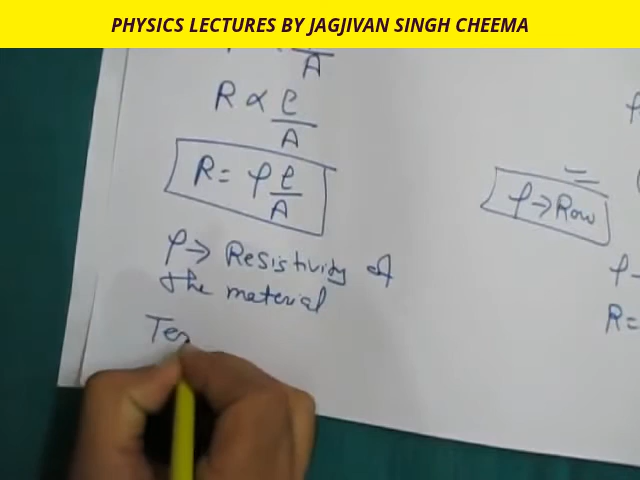 PHYSICS LECTURES BY JAGJIVAN SINGH CHEEMA
A
R ∝ l/A
R = ρ l/A
ρ → Resistivity of
the material
ρ → Row
R=